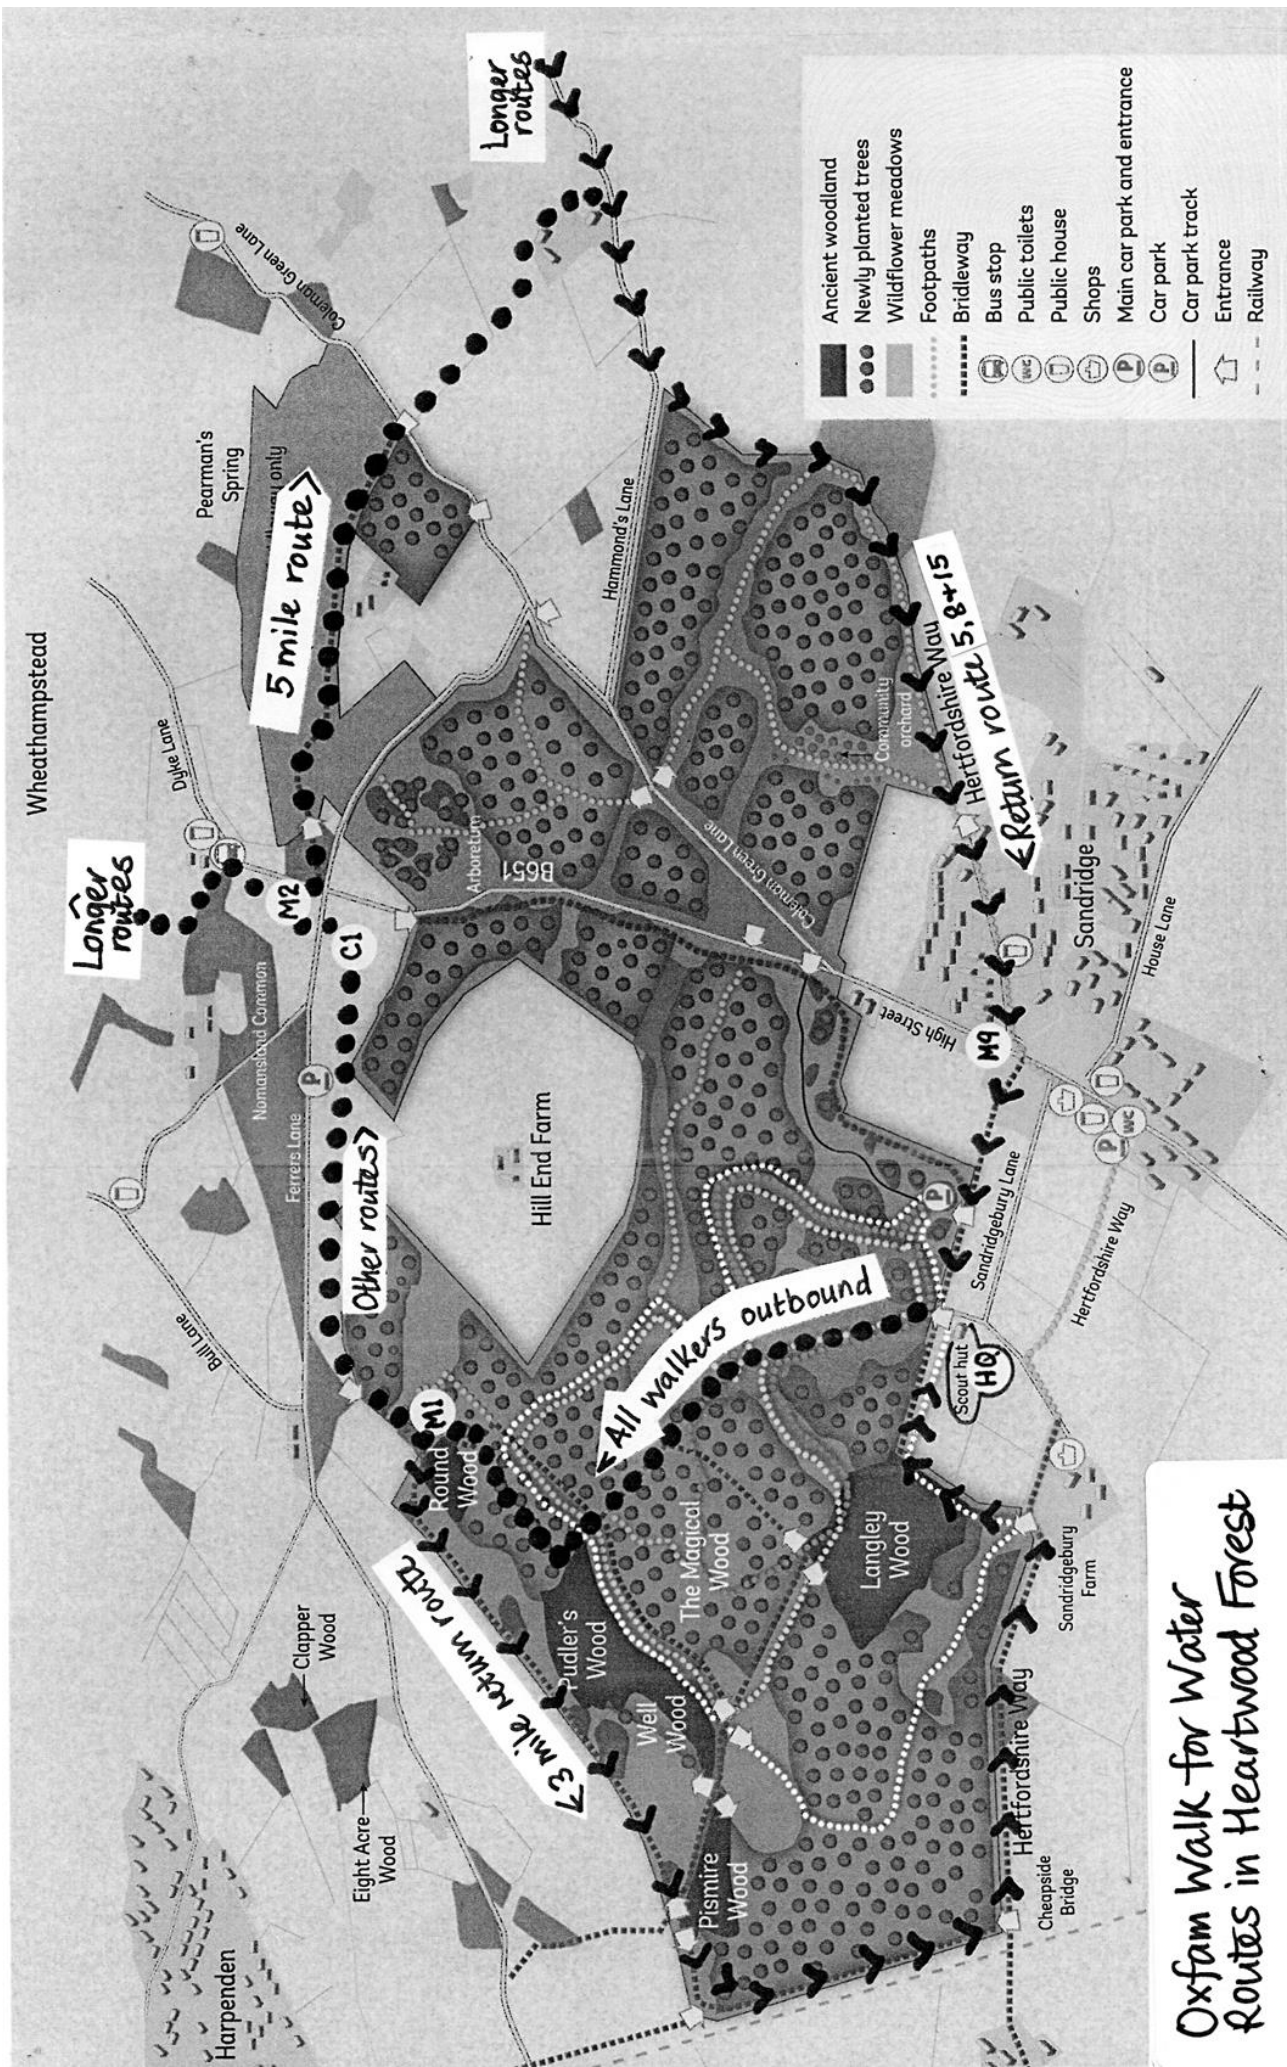 Oxfam Walk for Water
Routes in Heartwood Forest
Harpenden
Wheathampstead
Eight Acre
Wood
Clapper
Wood
Bull Lane
Nomansland Common
Ferrers Lane
Dyke Lane
Pearman's
Spring
only
Coleman Green Lane
Coleman Green
Longer
routes
Longer
routes
5 mile route
M2
C1
Other routes
M1
Round
Wood
3 mile return route
All walkers outbound
Hill End Farm
Arboretum
B651
Hammond's Lane
Coleman Green Lane
Pudler's
Wood
Well
Wood
Pismire
Wood
The Magical
Wood
Langley
Wood
Community
orchard
Hertfordshire Way
Return route 5, 8+15
Sandridge
House Lane
High Street
M9
Sandridgebury Lane
Hertfordshire Way
Scout hut
HQ
Sandridgebury
Farm
Hertfordshire Way
Cheapside
Bridge
P
P
P
WC
Ancient woodland
Newly planted trees
Wildflower meadows
Footpaths
Bridleway
Bus stop
WC
Public toilets
Public house
Shops
P
Main car park and entrance
P
Car park
Car park track
Entrance
Railway